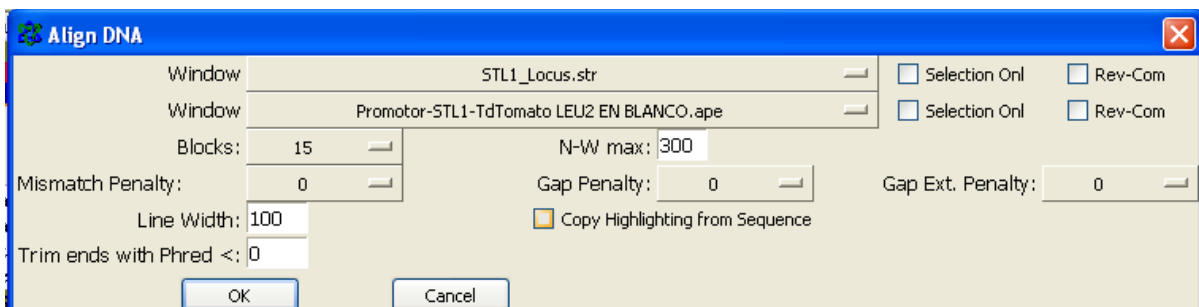 Align DNA
Window STL1_Locus.str Selection Onl Rev-Com
Window Promotor-STL1-TdTomato LEU2 EN BLANCO.ape Selection Onl Rev-Com
Blocks: 15 N-W max: 300
Mismatch Penalty: 0 Gap Penalty: 0 Gap Ext. Penalty: 0
Line Width: 100 Copy Highlighting from Sequence
Trim ends with Phred <: 0
OK Cancel